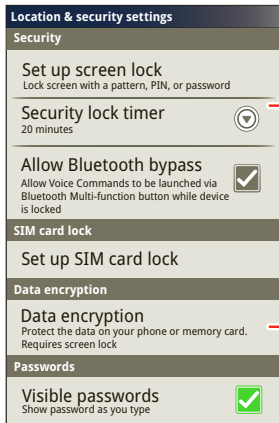 Location & security settings
Security
Set up screen lock
Lock screen with a pattern, PIN, or password
Security lock timer
20 minutes
Allow Bluetooth bypass
Allow Voice Commands to be launched via
Bluetooth Multi-function button while device
is locked
SIM card lock
Set up SIM card lock
Data encryption
Data encryption
Protect the data on your phone or memory card.
Requires screen lock
Passwords
Visible passwords
Show password as you type